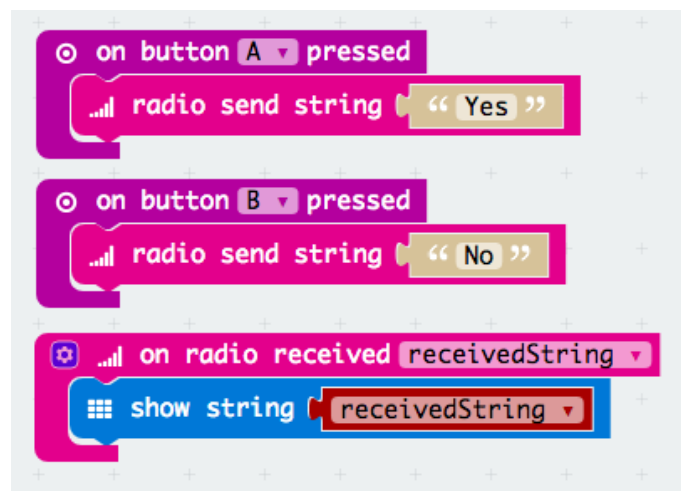 on button A pressed
radio send string “ Yes ”
on button B pressed
radio send string “ No ”
on radio received receivedString
show string receivedString